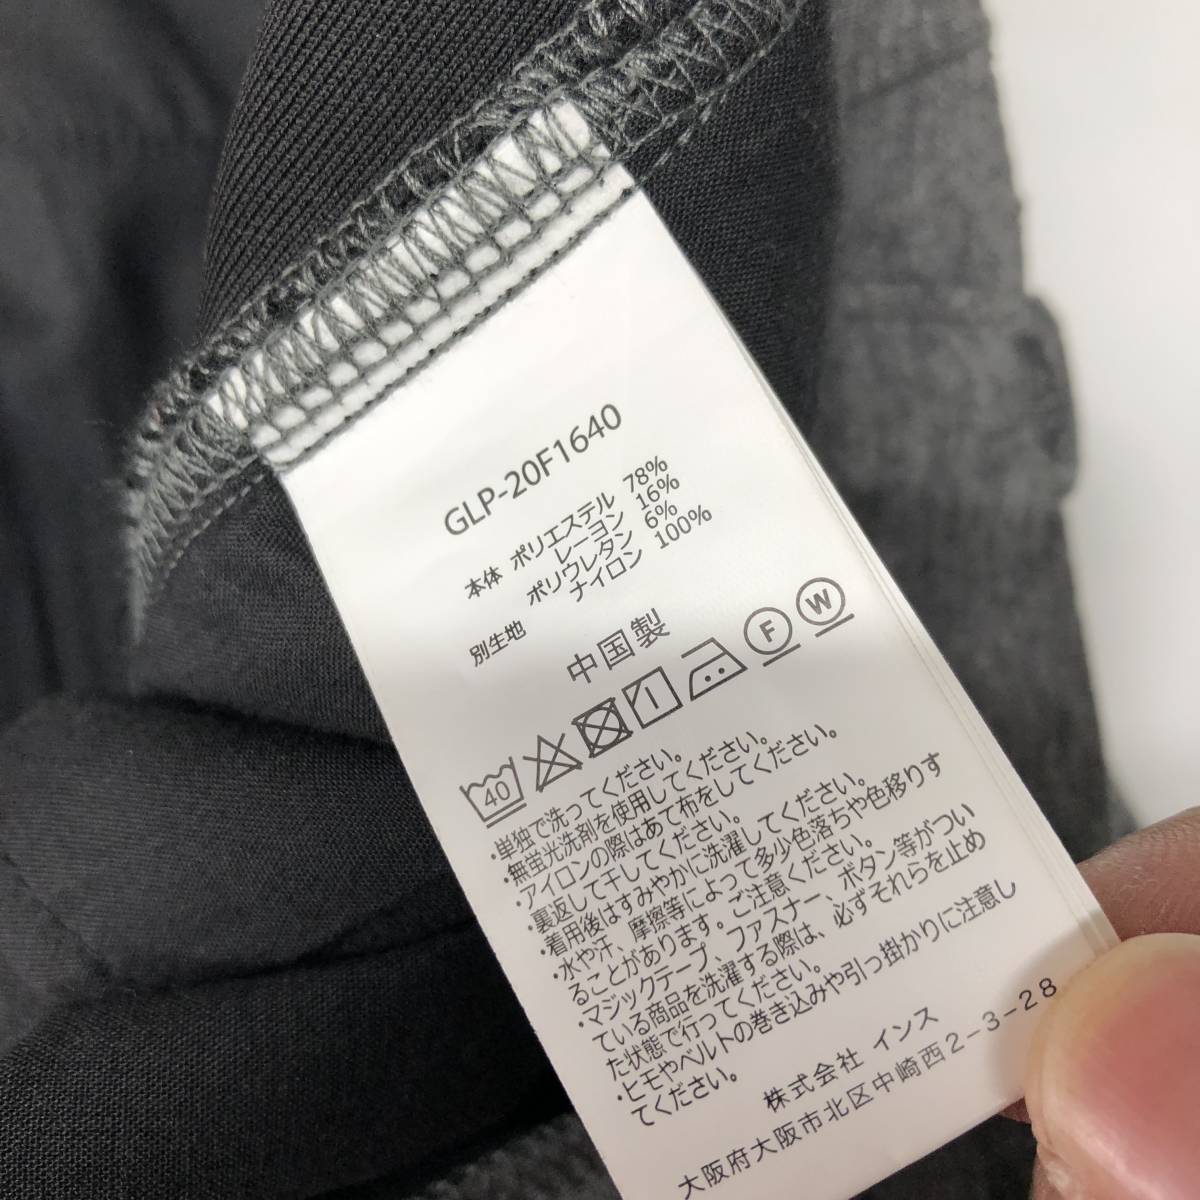 GLP-20F1640
本体 ポリエステル 78%
レーヨン 16%
ポリウレタン 6%
別生地 ナイロン 100%
中国製
40 F W
・単独で洗ってください。
・無蛍光洗剤を使用してください。
・アイロンの際はあて布をしてください。
・裏返して干してください。
・着用後はすみやかに洗濯してください。
・水や汗、摩擦等によって多少色落ちや色移りす
ることがあります。ご注意ください。
・マジックテープ、ファスナー、ボタン等がつい
ている商品を洗濯する際は、必ずそれらを止め
た状態で行ってください。
・ヒモやベルトの巻き込みや引っ掛かりに注意し
てください。
株式会社 インス
大阪府大阪市北区中崎西2-3-28